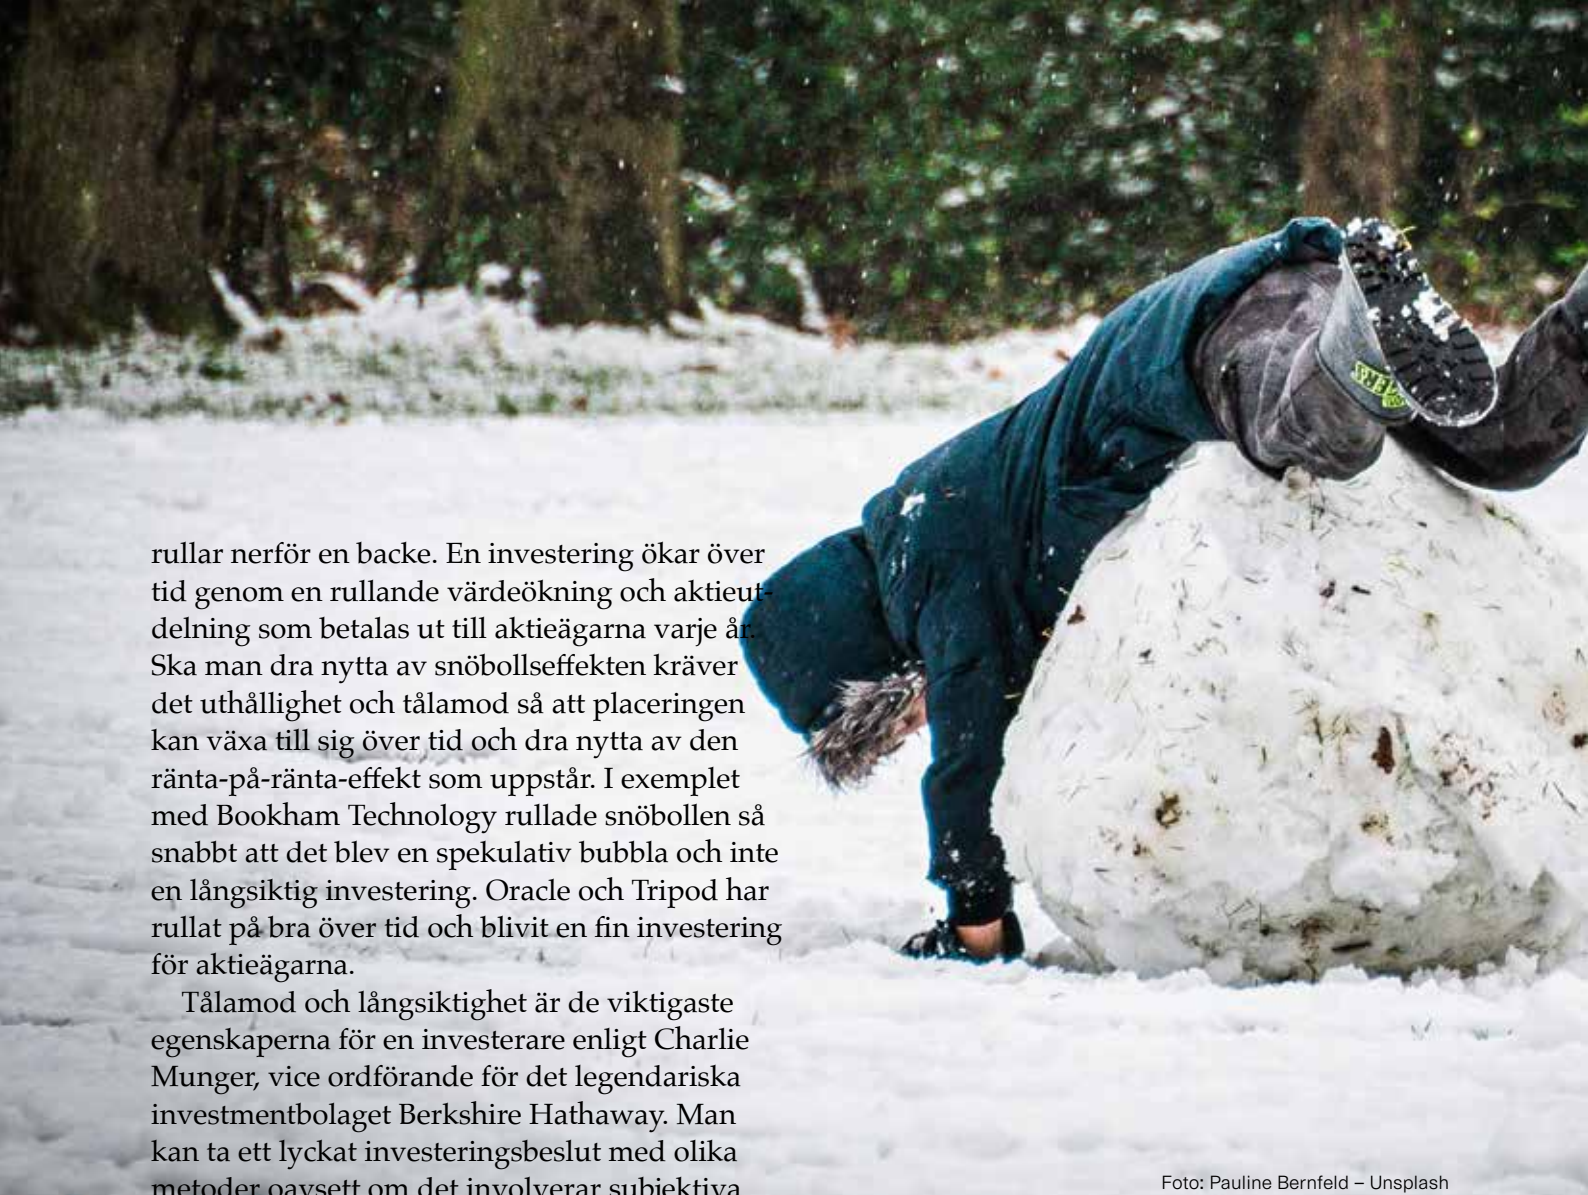 rullar nerför en backe. En investering ökar över
tid genom en rullande värdeökning och aktieut-
delning som betalas ut till aktieägarna varje år.
Ska man dra nytta av snöbollseffekten kräver
det uthållighet och tålamod så att placeringen
kan växa till sig över tid och dra nytta av den
ränta-på-ränta-effekt som uppstår. I exemplet
med Bookham Technology rullade snöbollen så
snabbt att det blev en spekulativ bubbla och inte
en långsiktig investering. Oracle och Tripod har
rullat på bra över tid och blivit en fin investering
för aktieägarna.
Tålamod och långsiktighet är de viktigaste
egenskaperna för en investerare enligt Charlie
Munger, vice ordförande för det legendariska
investmentbolaget Berkshire Hathaway. Man
kan ta ett lyckat investeringsbeslut med olika
metoder oavsett om det involverar subjektiva
Foto: Pauline Bernfeld – Unsplash